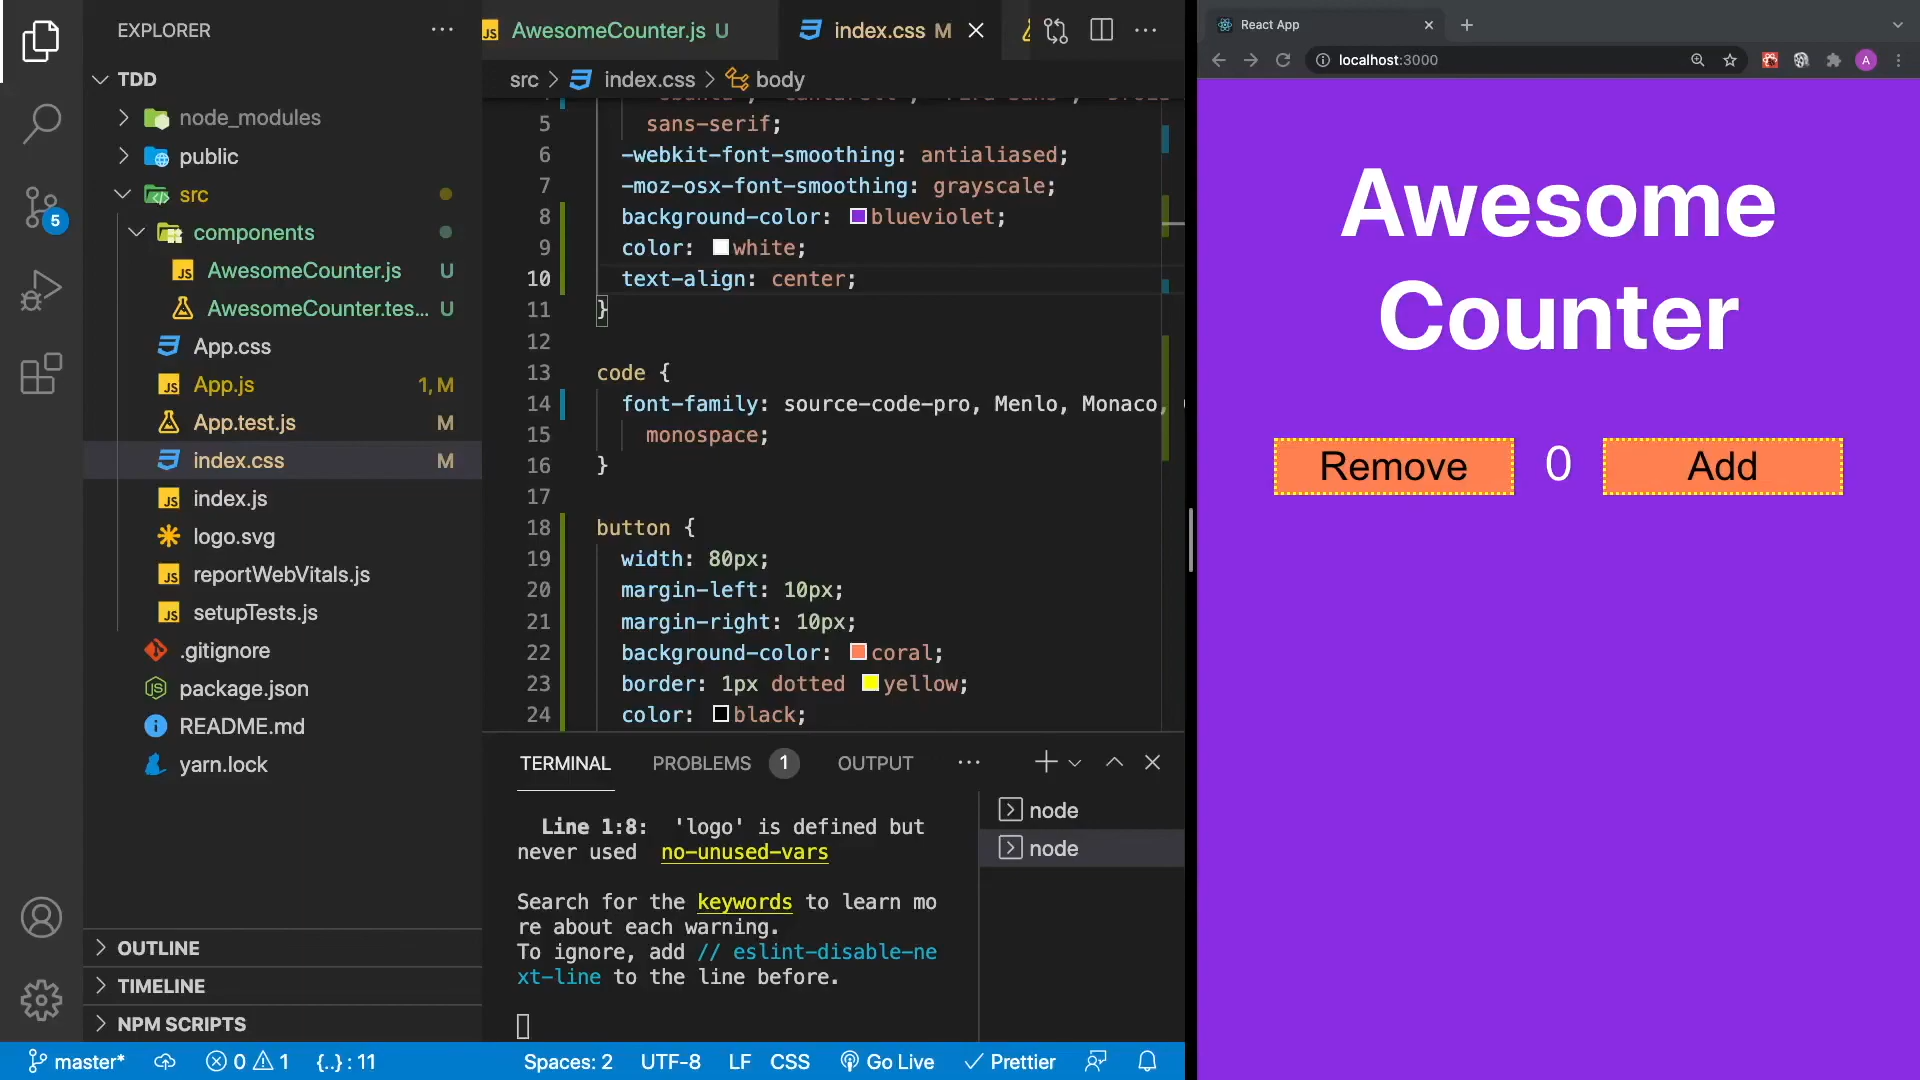 EXPLORER
TDD
node_modules
public
src
components
AwesomeCounter.js U
AwesomeCounter.tes... U
App.css
App.js 1, M
App.test.js M
index.css M
index.js
logo.svg
reportWebVitals.js
setupTests.js
.gitignore
package.json
README.md
yarn.lock
OUTLINE
TIMELINE
NPM SCRIPTS
5
AwesomeCounter.js U
index.css M
src > index.css > body
5 sans-serif;
6 -webkit-font-smoothing: antialiased;
7 -moz-osx-font-smoothing: grayscale;
8 background-color: blueviolet;
9 color: white;
10 text-align: center;
11 }
12
13 code {
14 font-family: source-code-pro, Menlo, Monaco,
15 monospace;
16 }
17
18 button {
19 width: 80px;
20 margin-left: 10px;
21 margin-right: 10px;
22 background-color: coral;
23 border: 1px dotted yellow;
24 color: black;
TERMINAL PROBLEMS 1 OUTPUT
Line 1:8: 'logo' is defined but
never used no-unused-vars
Search for the keywords to learn mo
re about each warning.
To ignore, add // eslint-disable-ne
xt-line to the line before.
node
node
master* 0 1 {..} : 11 Spaces: 2 UTF-8 LF CSS Go Live Prettier
React App
localhost:3000
A
Awesome
Counter
Remove 0 Add